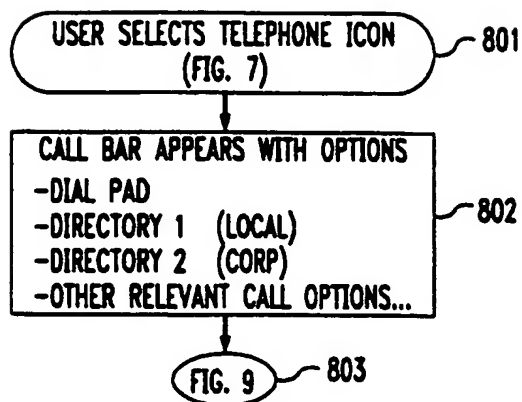 USER SELECTS TELEPHONE ICON
(FIG. 7)
801
CALL BAR APPEARS WITH OPTIONS
-DIAL PAD
-DIRECTORY 1 (LOCAL)
-DIRECTORY 2 (CORP)
-OTHER RELEVANT CALL OPTIONS...
802
FIG. 9
803